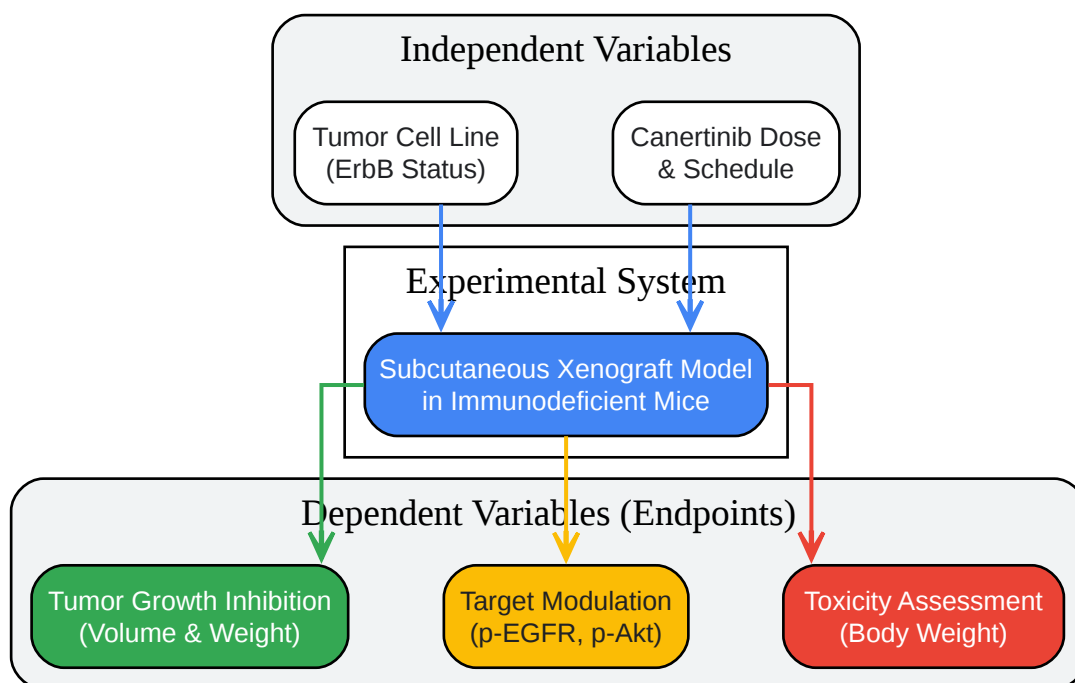 Independent Variables
Tumor Cell Line
(ErbB Status)
Canertinib Dose
& Schedule
Experimental System
Subcutaneous Xenograft Model
in Immunodeficient Mice
Dependent Variables (Endpoints)
Tumor Growth Inhibition
(Volume & Weight)
Target Modulation
(p-EGFR, p-Akt)
Toxicity Assessment
(Body Weight)